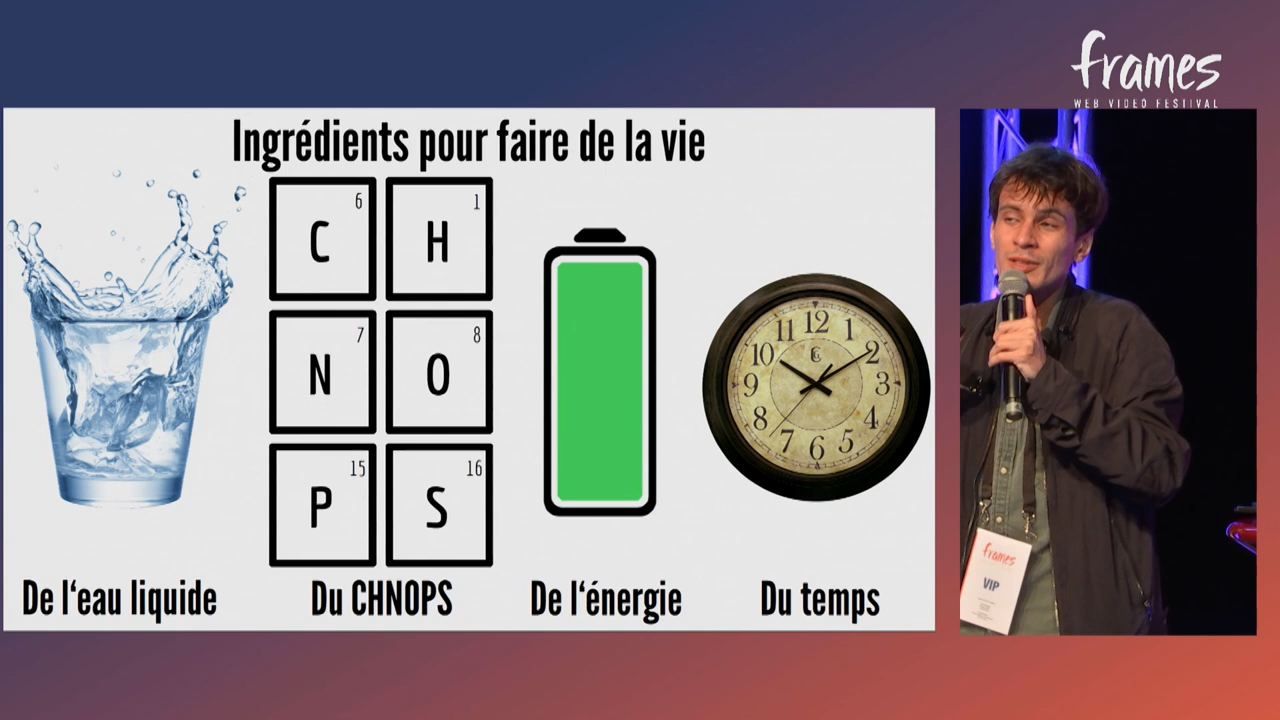 frames
WEB VIDEO FESTIVAL
Ingrédients pour faire de la vie
6
C
1
H
7
N
8
O
15
P
16
S
12
1
2
3
4
5
6
7
8
9
10
11
De l'eau liquide
Du CHNOPS
De l'énergie
Du temps
frames
VIP